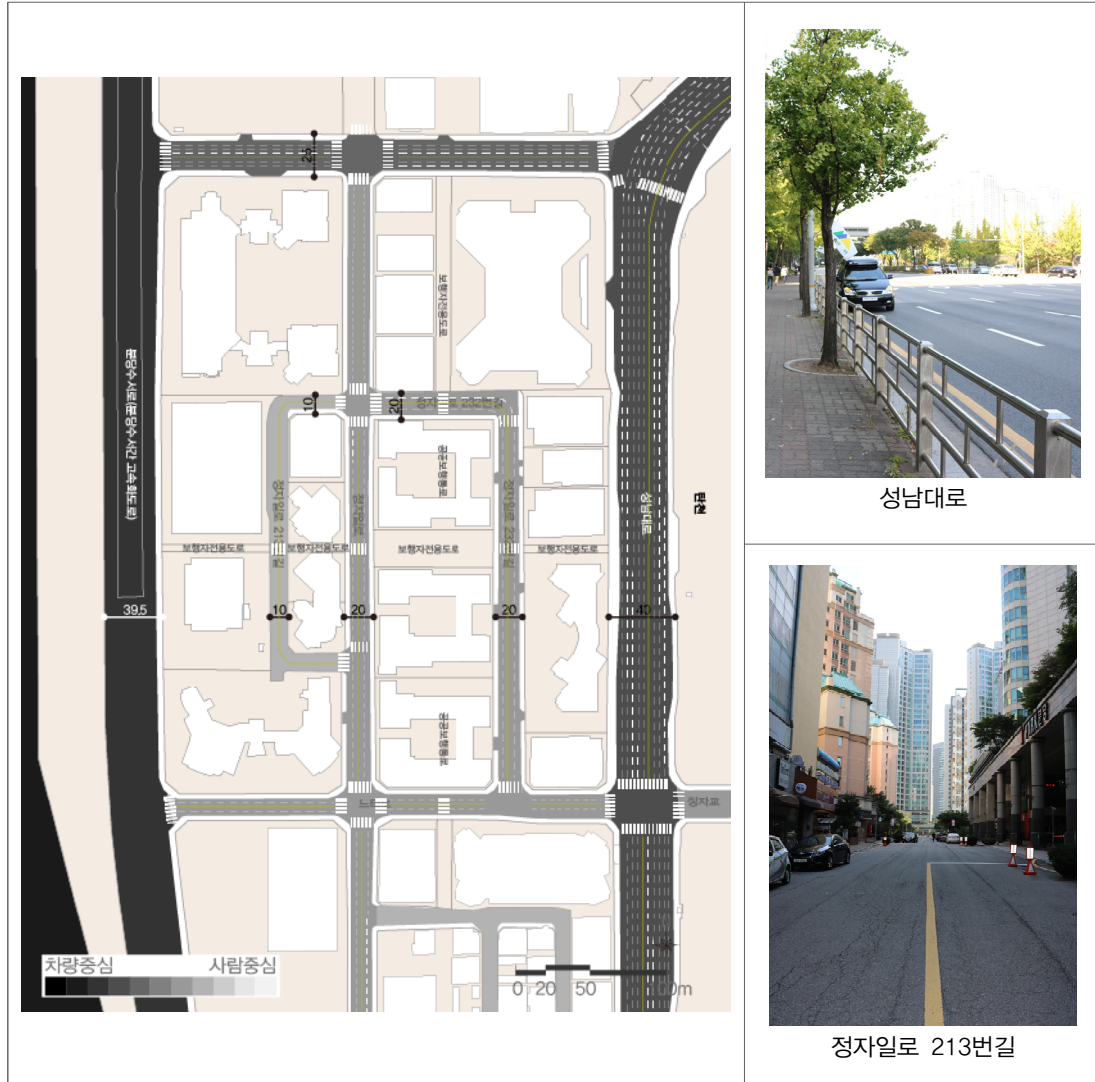 25
보행자전용도로
분당수서로(분당수서간 고속화도로)
10
20
공공보행통로
정자일로
성남대로
탄천
보행자전용도로
보행자전용도로
보행자전용도로
보행자전용도로
39.5
10
20
20
40
공공보행통로
정자교
차량중심
사람중심
0 20 50 100m
성남대로
정자일로 213번길